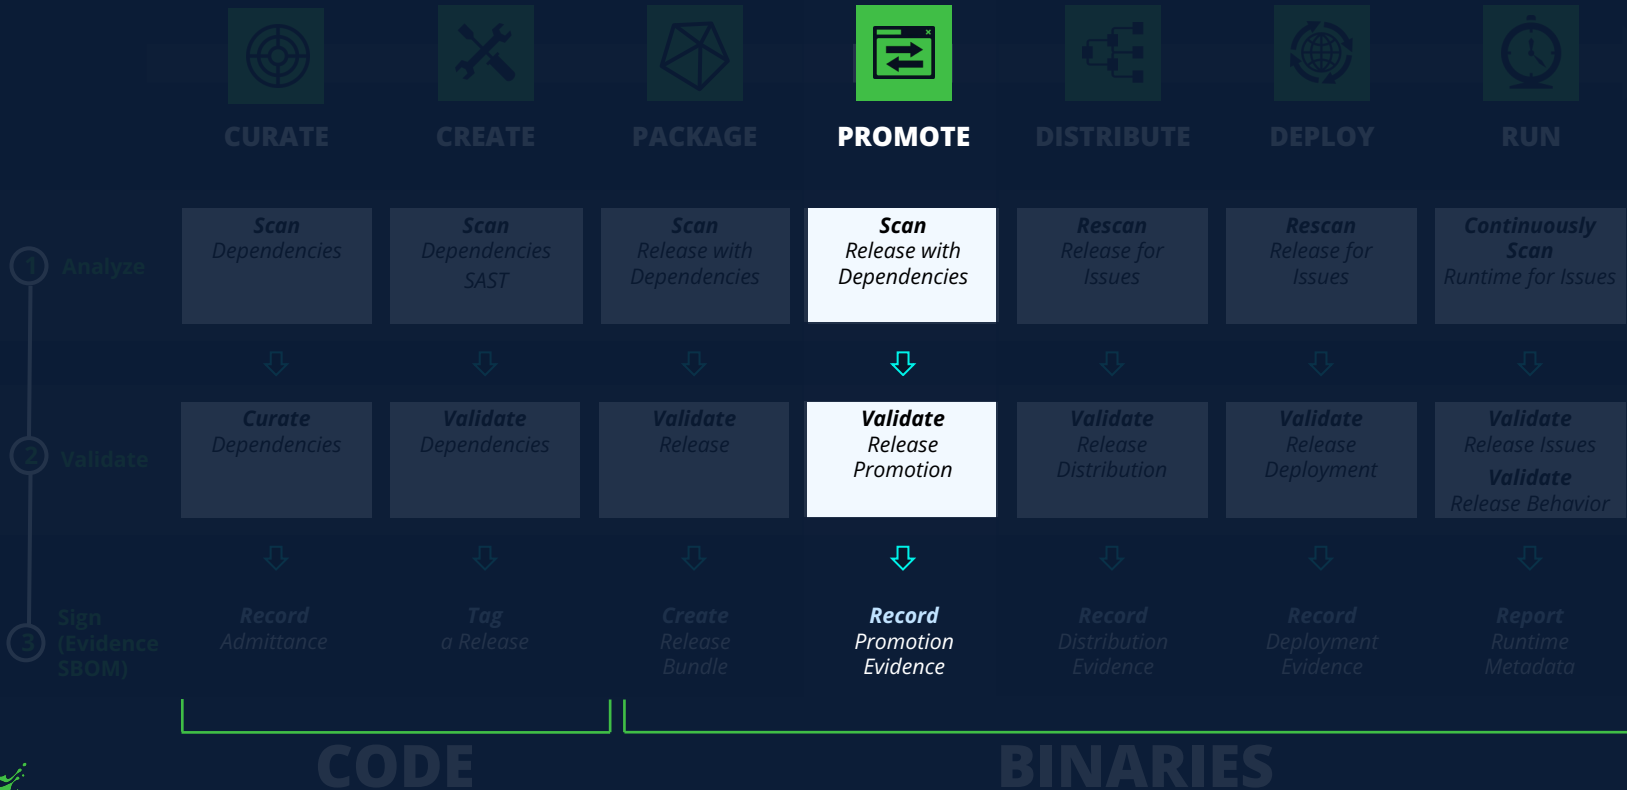 CURATE
CREATE
PACKAGE
PROMOTE
DISTRIBUTE
DEPLOY
RUN
1 Analyze
Scan
Dependencies
Scan
Dependencies
SAST
Scan
Release with
Dependencies
Scan
Release with
Dependencies
Rescan
Release for
Issues
Rescan
Release for
Issues
Continuously
Scan
Runtime for Issues
2 Validate
Curate
Dependencies
Validate
Dependencies
Validate
Release
Validate
Release
Promotion
Validate
Release
Distribution
Validate
Release
Deployment
Validate
Release Issues
Validate
Release Behavior
3
Sign
(Evidence
SBOM)
Record
Admittance
Tag
a Release
Create
Release
Bundle
Record
Promotion
Evidence
Record
Distribution
Evidence
Record
Deployment
Evidence
Report
Runtime
Metadata
CODE
BINARIES